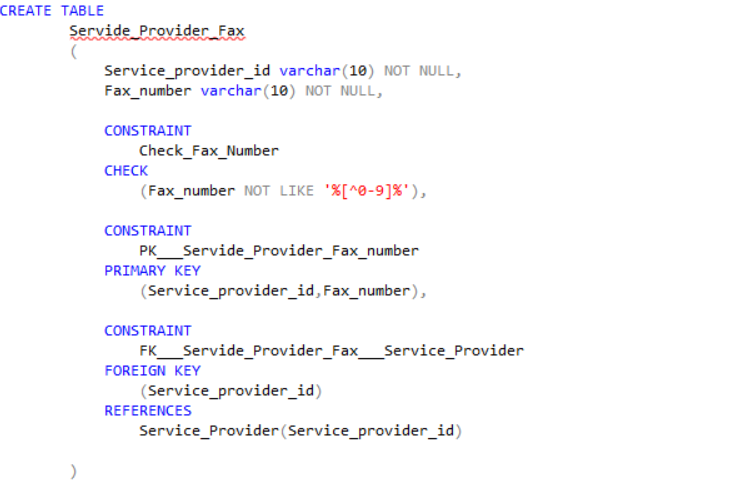 CREATE TABLE
Servide_Provider_Fax
(
Service_provider_id varchar(10) NOT NULL,
Fax_number varchar(10) NOT NULL,
CONSTRAINT
Check_Fax_Number
CHECK
(Fax_number NOT LIKE '%[^0-9]%'),
CONSTRAINT
PK___Servide_Provider_Fax_number
PRIMARY KEY
(Service_provider_id,Fax_number),
CONSTRAINT
FK___Servide_Provider_Fax___Service_Provider
FOREIGN KEY
(Service_provider_id)
REFERENCES
Service_Provider(Service_provider_id)
)